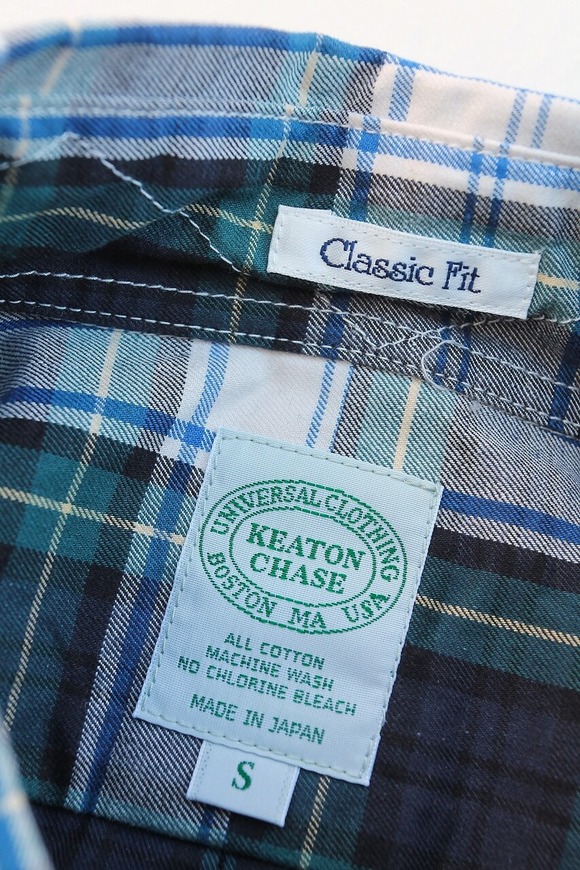 Classic Fit
UNIVERSAL CLOTHING
KEATON
CHASE
BOSTON MA USA
ALL COTTON
MACHINE WASH
NO CHLORINE BLEACH
MADE IN JAPAN
S